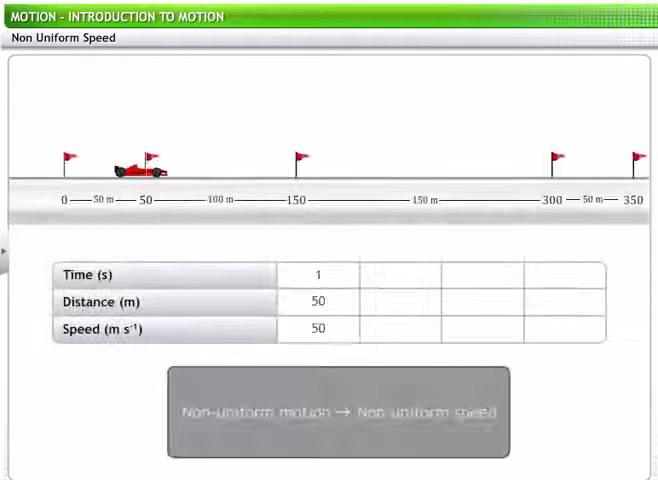 MOTION - INTRODUCTION TO MOTION
Non Uniform Speed
0 50 m 50 100 m 150 150 m 300 50 m 350
Time (s) 1
Distance (m) 50
Speed (m s⁻¹) 50
Non-uniform motion → Non uniform speed